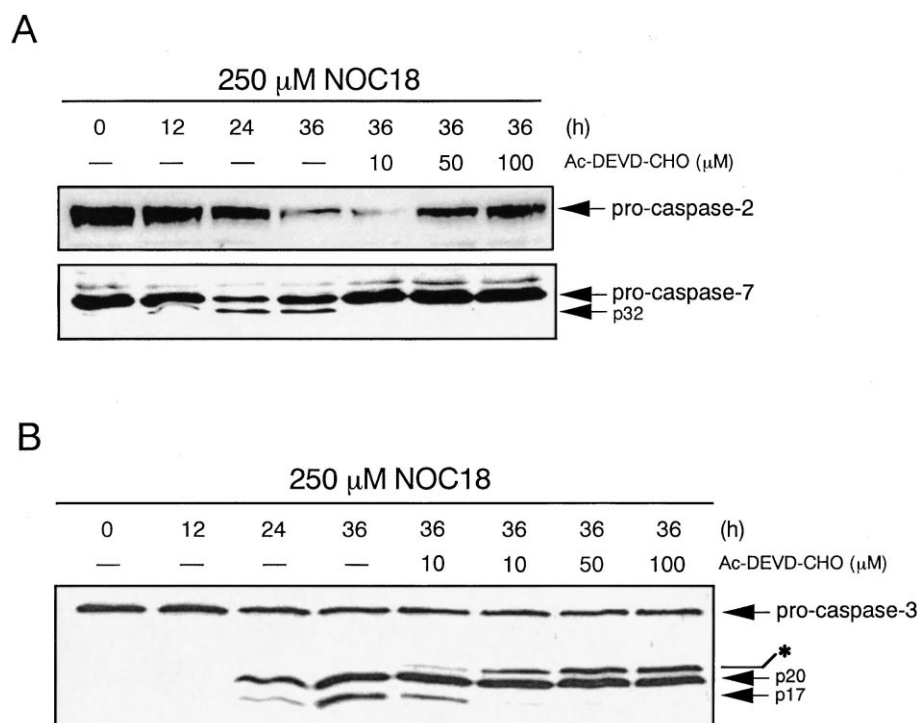 A
250 μM NOC18
0 12 24 36 36 36 36 (h)
— — — — 10 50 100 Ac-DEVD-CHO (μM)
pro-caspase-2
pro-caspase-7
p32
B
250 μM NOC18
0 12 24 36 36 36 36 36 (h)
— — — — 10 10 50 100 Ac-DEVD-CHO (μM)
pro-caspase-3
*
p20
p17